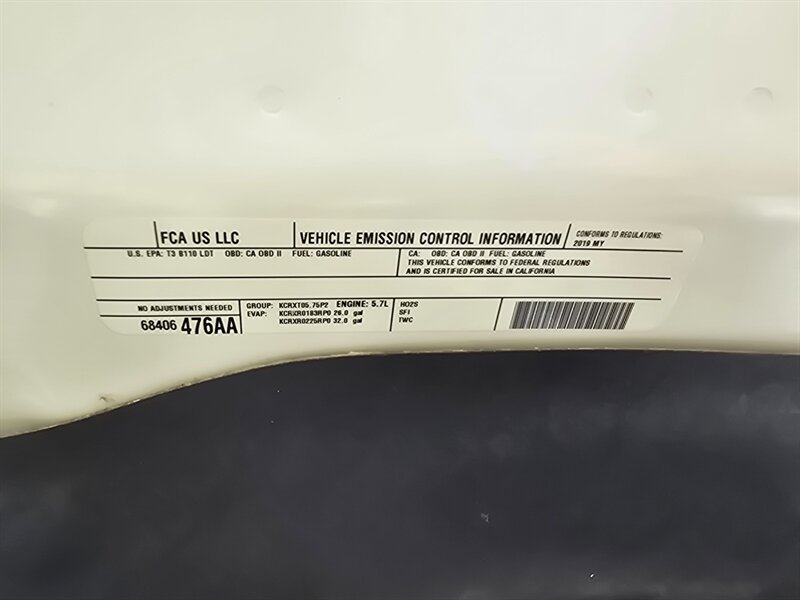 FCA US LLC
VEHICLE EMISSION CONTROL INFORMATION
CONFORMS TO REGULATIONS:
2019 MY
U.S. EPA: T3 B110 LDT OBD: CA OBD II FUEL: GASOLINE
CA: OBD: CA OBD II FUEL: GASOLINE
THIS VEHICLE CONFORMS TO FEDERAL REGULATIONS
AND IS CERTIFIED FOR SALE IN CALIFORNIA
NO ADJUSTMENTS NEEDED
68406 476AA
GROUP: KCRXT05.75P2 ENGINE: 5.7L
EVAP: KCRXR0183RP0 26.0 gal
KCRXR0225RP0 32.0 gal
HO2S
SFI
TWC